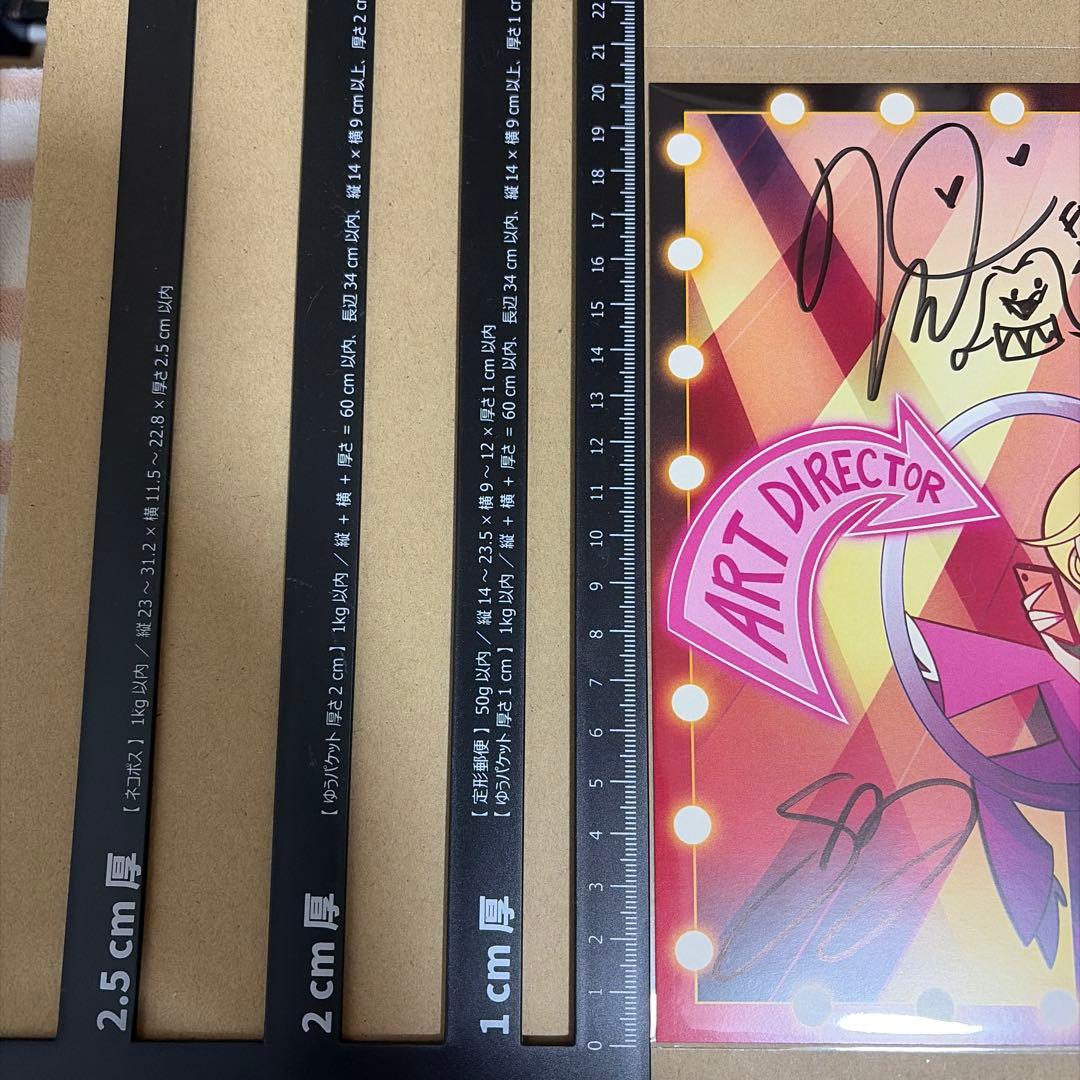 2.5 cm 厚
【 ネコポス 】 1kg 以内 ／ 縦 23 ～ 31.2 × 横 11.5 ～ 22.8 × 厚さ 2.5 cm 以内
2 cm 厚
【 ゆうパケット 厚さ 2 cm 】 1kg 以内 ／ 縦 + 横 + 厚さ = 60 cm 以内、長辺 34 cm 以内、縦 14 × 横 9 cm 以上、厚さ 2 c
1 cm 厚
【 定形郵便 】 50g 以内 ／ 縦 14 ～ 23.5 × 横 9 ～ 12 × 厚さ 1 cm 以内
【 ゆうパケット 厚さ 1 cm 】 1kg 以内 ／ 縦 + 横 + 厚さ = 60 cm 以内、長辺 34 cm 以内、縦 14 × 横 9 cm 以上、厚さ 1 c
0 1 2 3 4 5 6 7 8 9 10 11 12 13 14 15 16 17 18 19 20 21 22
ART DIRECTOR